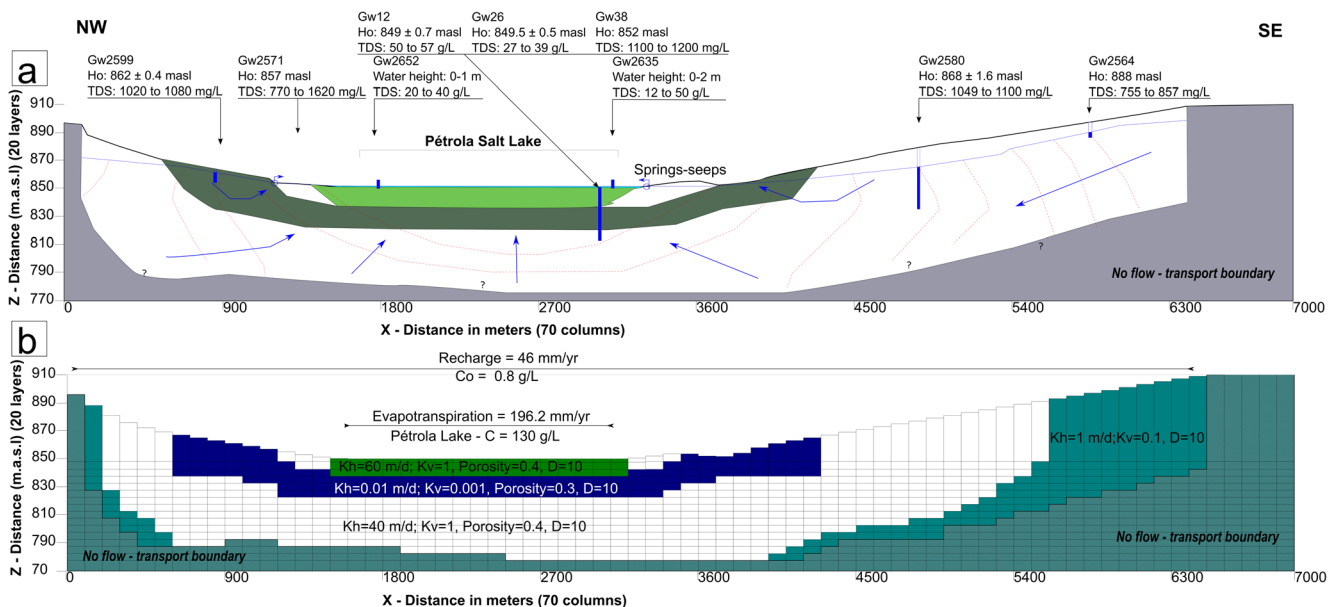 NW
SE
a
Gw12
Ho: 849 ± 0.7 masl
TDS: 50 to 57 g/L
Gw26
Ho: 849.5 ± 0.5 masl
TDS: 27 to 39 g/L
Gw38
Ho: 852 masl
TDS: 1100 to 1200 mg/L
Gw2599
Ho: 862 ± 0.4 masl
TDS: 1020 to 1080 mg/L
Gw2571
Ho: 857 masl
TDS: 770 to 1620 mg/L
Gw2652
Water height: 0-1 m
TDS: 20 to 40 g/L
Gw2635
Water height: 0-2 m
TDS: 12 to 50 g/L
Gw2580
Ho: 868 ± 1.6 masl
TDS: 1049 to 1100 mg/L
Gw2564
Ho: 888 masl
TDS: 755 to 857 mg/L
Z - Distance (m.a.s.l) (20 layers)
910
890
870
850
830
810
790
770
Pétrola Salt Lake
Springs-seeps
?
?
?
?
No flow - transport boundary
0 900 1800 2700 3600 4500 5400 6300 7000
X - Distance in meters (70 columns)
b
Z - Distance (m.a.s.l) (20 layers)
910
890
870
850
830
810
790
70
Recharge = 46 mm/yr
Co = 0.8 g/L
Evapotranspiration = 196.2 mm/yr
Pétrola Lake - C = 130 g/L
Kh=60 m/d; Kv=1, Porosity=0.4, D=10
Kh=0.01 m/d; Kv=0.001, Porosity=0.3, D=10
Kh=40 m/d; Kv=1, Porosity=0.4, D=10
Kh=1 m/d;Kv=0.1, D=10
No flow - transport boundary
No flow - transport boundary
0 900 1800 2700 3600 4500 5400 6300 7000
X - Distance in meters (70 columns)